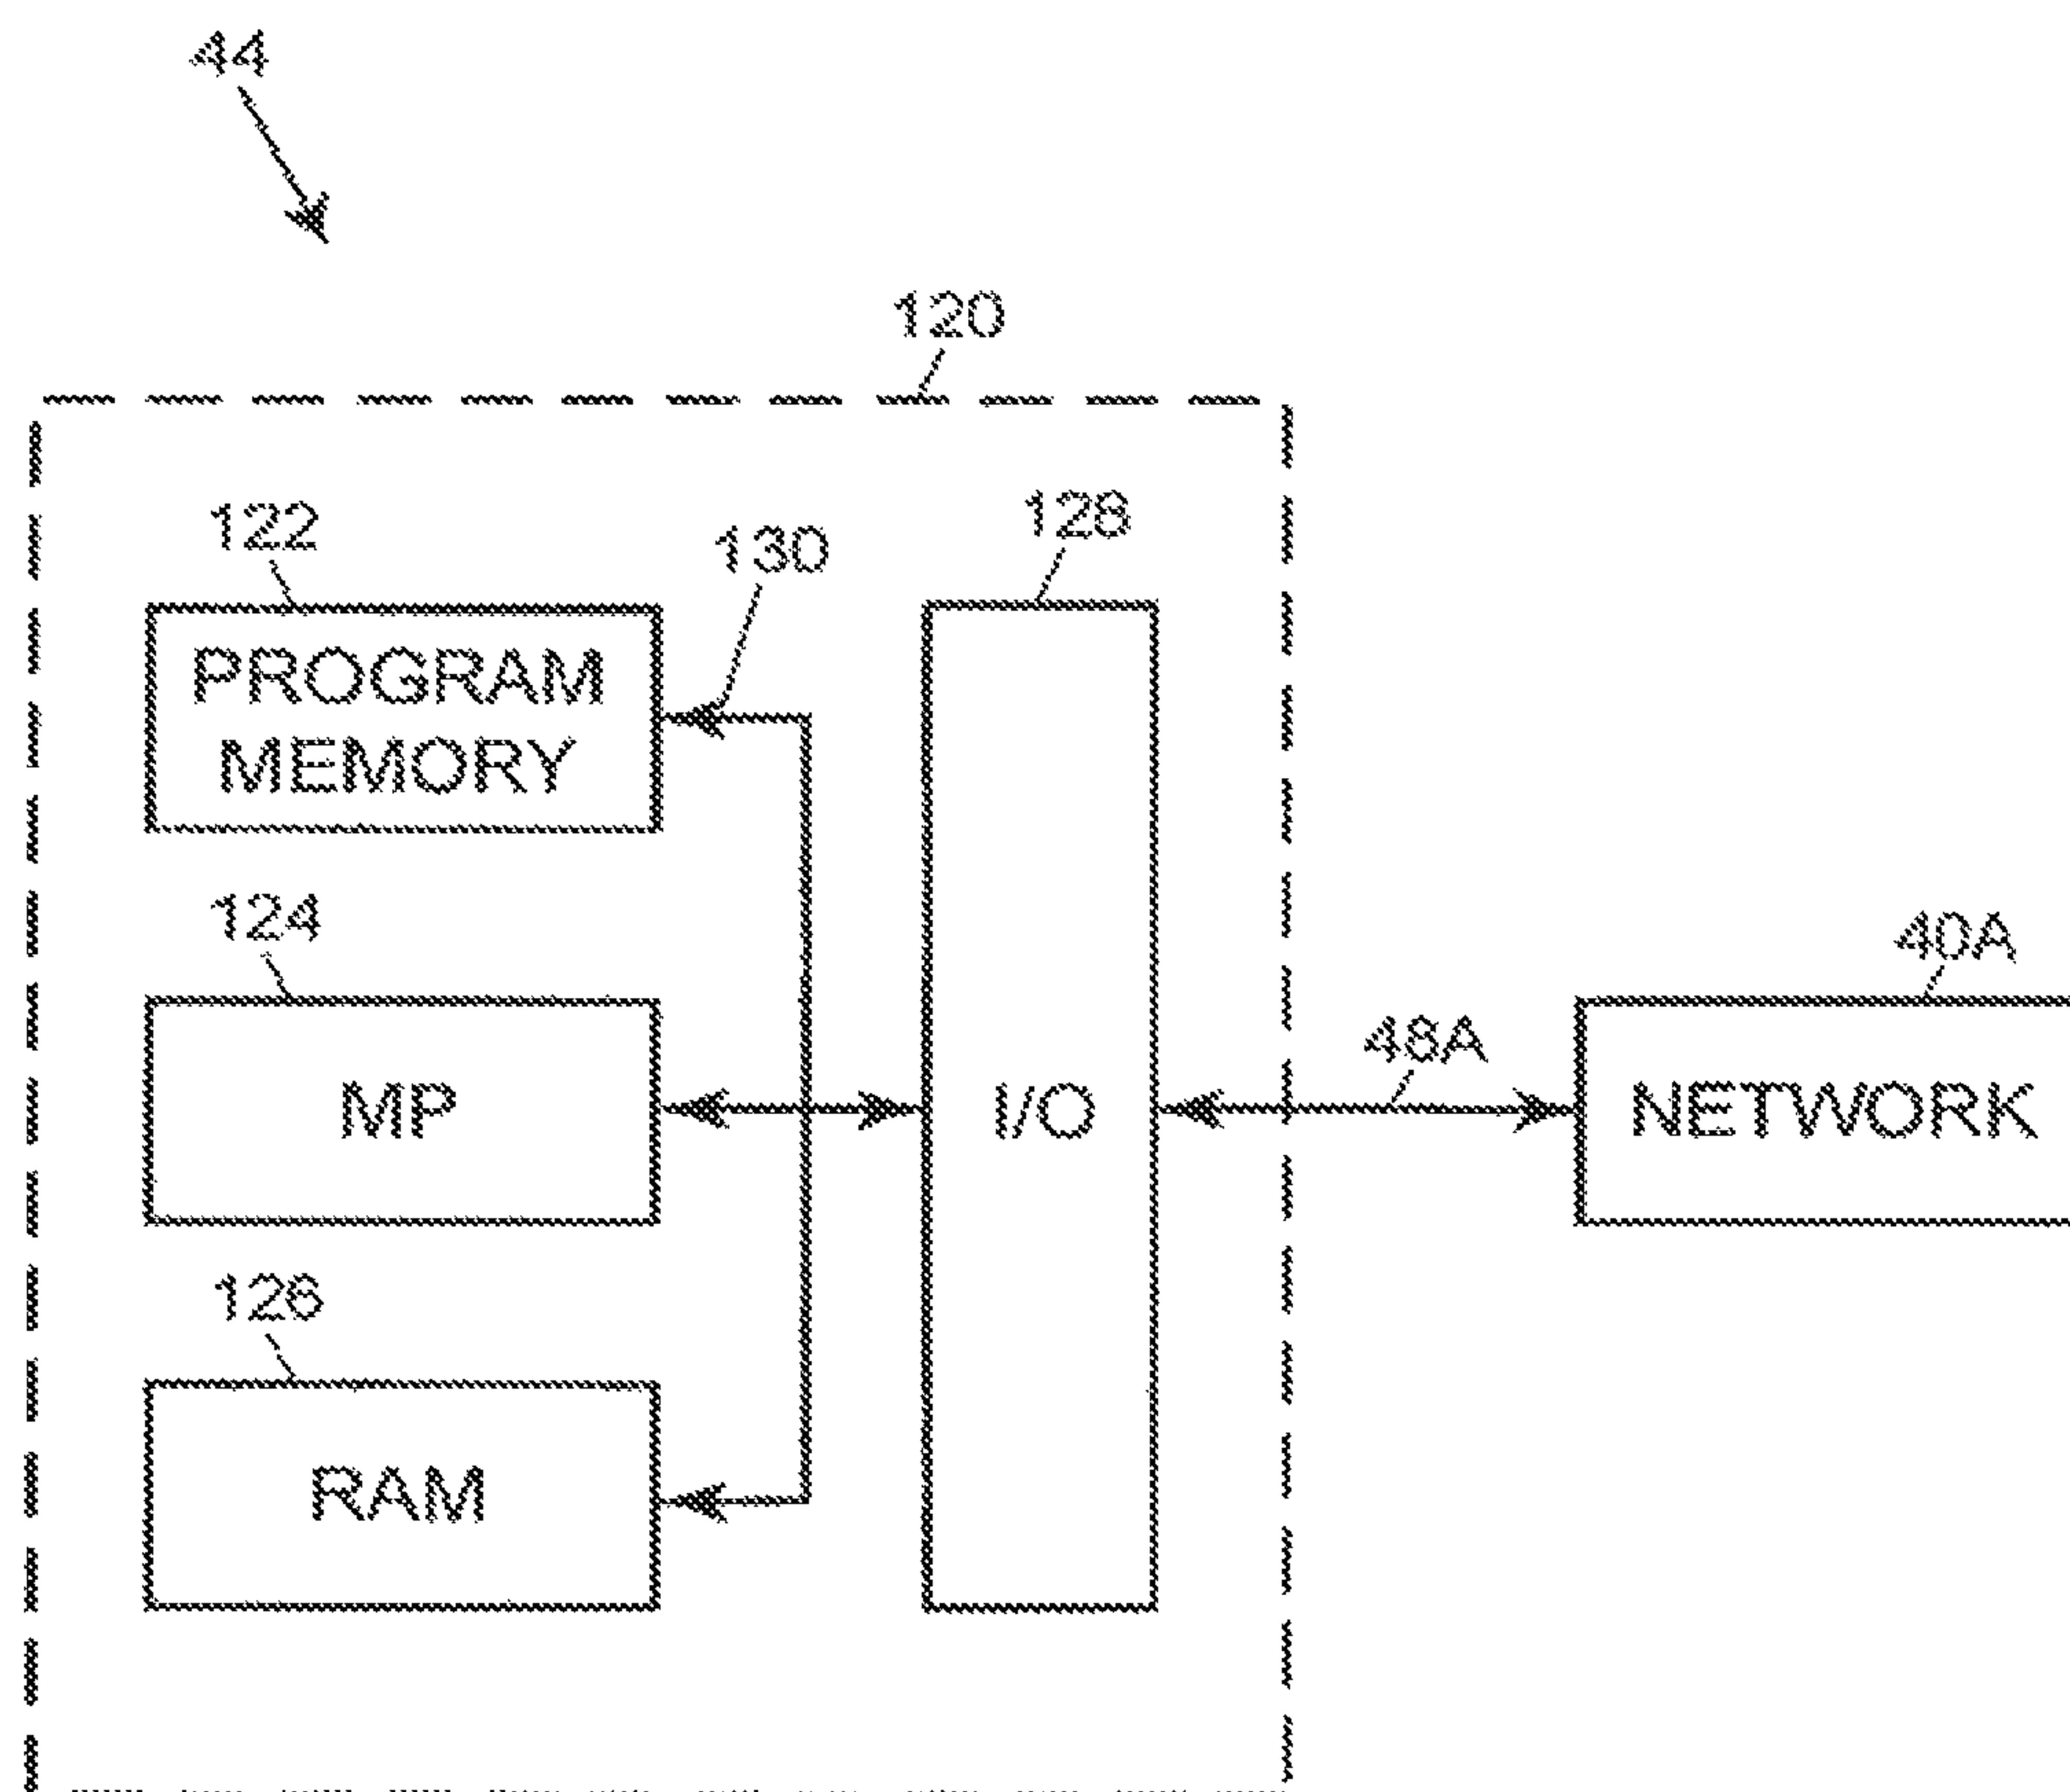 44
120
122
130
128
PROGRAM
MEMORY
124
40A
48A
MP
I/O
NETWORK
126
RAM